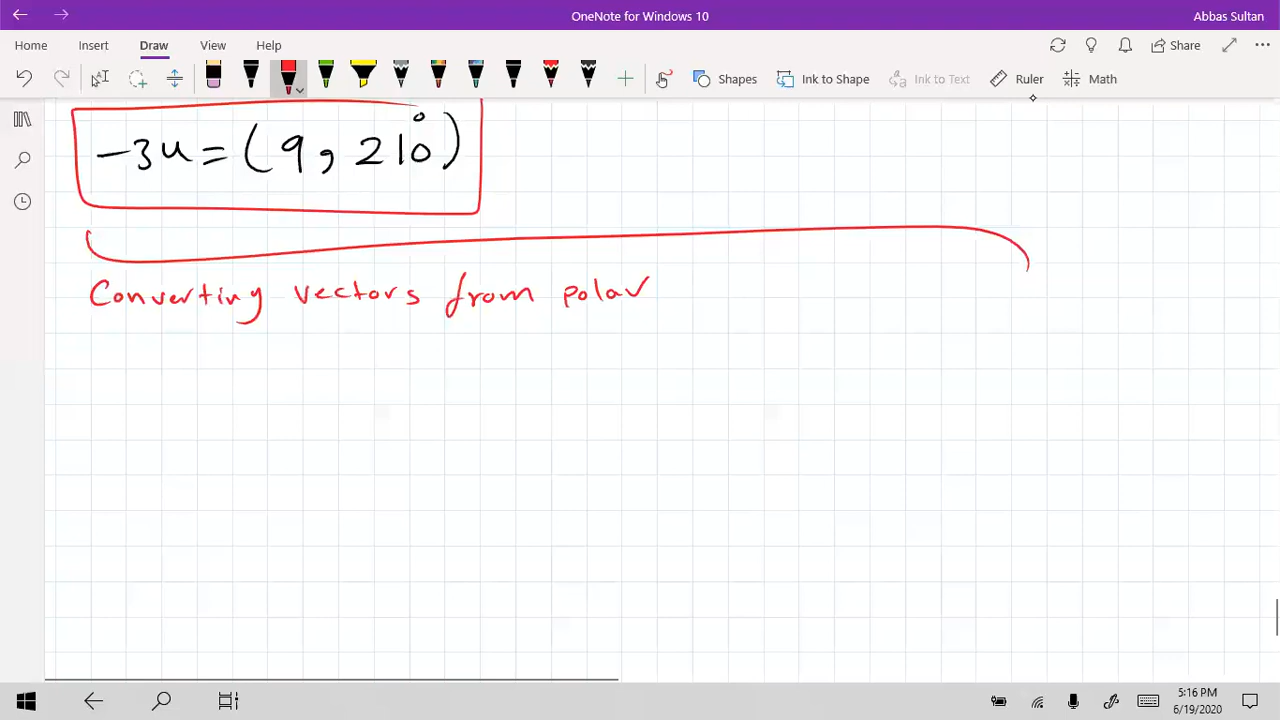 OneNote for Windows 10
Abbas Sultan
Home Insert Draw View Help
Share
Shapes Ink to Shape Ink to Text Ruler Math
-3u = (9, 210°)
Converting vectors from polar
5:16 PM
6/19/2020